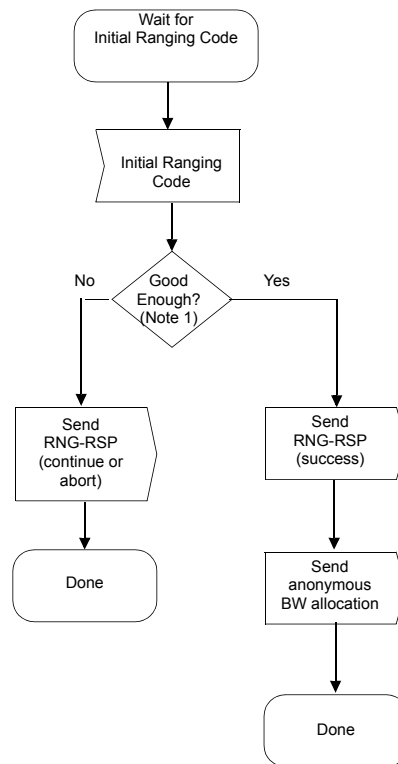 Wait for
Initial Ranging Code
Initial Ranging
Code
No
Good
Enough?
(Note 1)
Yes
Send
RNG-RSP
(continue or
abort)
Send
RNG-RSP
(success)
Done
Send
anonymous
BW allocation
Done